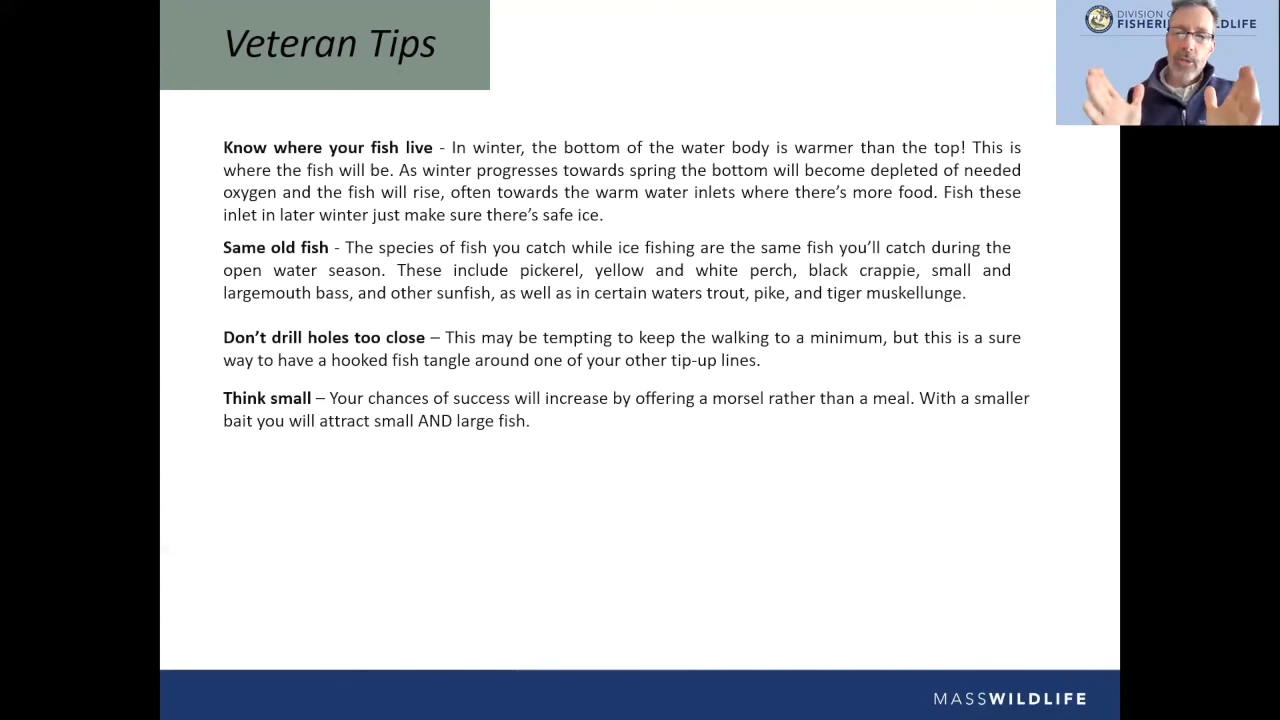 Veteran Tips
DIVISION
FISHERI LDLIFE
Know where your fish live - In winter, the bottom of the water body is warmer than the top! This is
where the fish will be. As winter progresses towards spring the bottom will become depleted of needed
oxygen and the fish will rise, often towards the warm water inlets where there's more food. Fish these
inlet in later winter just make sure there's safe ice.
Same old fish - The species of fish you catch while ice fishing are the same fish you'll catch during the
open water season. These include pickerel, yellow and white perch, black crappie, small and
largemouth bass, and other sunfish, as well as in certain waters trout, pike, and tiger muskellunge.
Don't drill holes too close – This may be tempting to keep the walking to a minimum, but this is a sure
way to have a hooked fish tangle around one of your other tip-up lines.
Think small – Your chances of success will increase by offering a morsel rather than a meal. With a smaller
bait you will attract small AND large fish.
MASSWILDLIFE